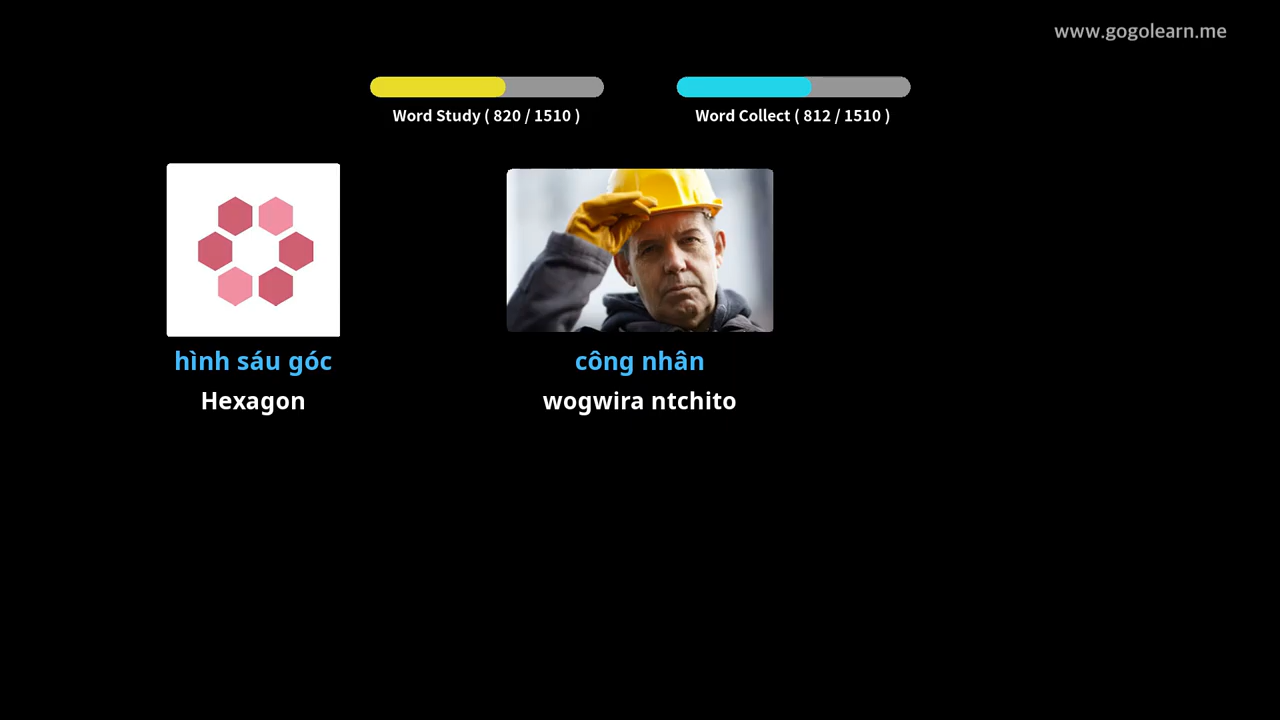 www.gogolearn.me
Word Study ( 820 / 1510 )
Word Collect ( 812 / 1510 )
hình sáu góc
Hexagon
công nhân
wogwira ntchito